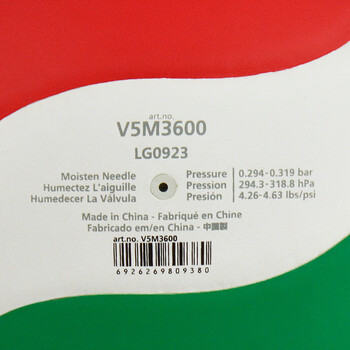 art.no.
V5M3600
LG0923
Moisten Needle
Humectez L'aiguille
Humedecer La Válvula
Pressure 0.294-0.319 bar
Pression 294.3-318.8 hPa
Presión 4.26-4.63 lbs/psi
Made in China - Fabriqué en Chine
Fabricado em/en China - 中國製
art.no. V5M3600
6926269809380